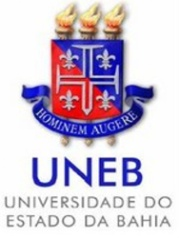 HOMINEM AUGERE
UNEB
UNIVERSIDADE DO
ESTADO DA BAHIA